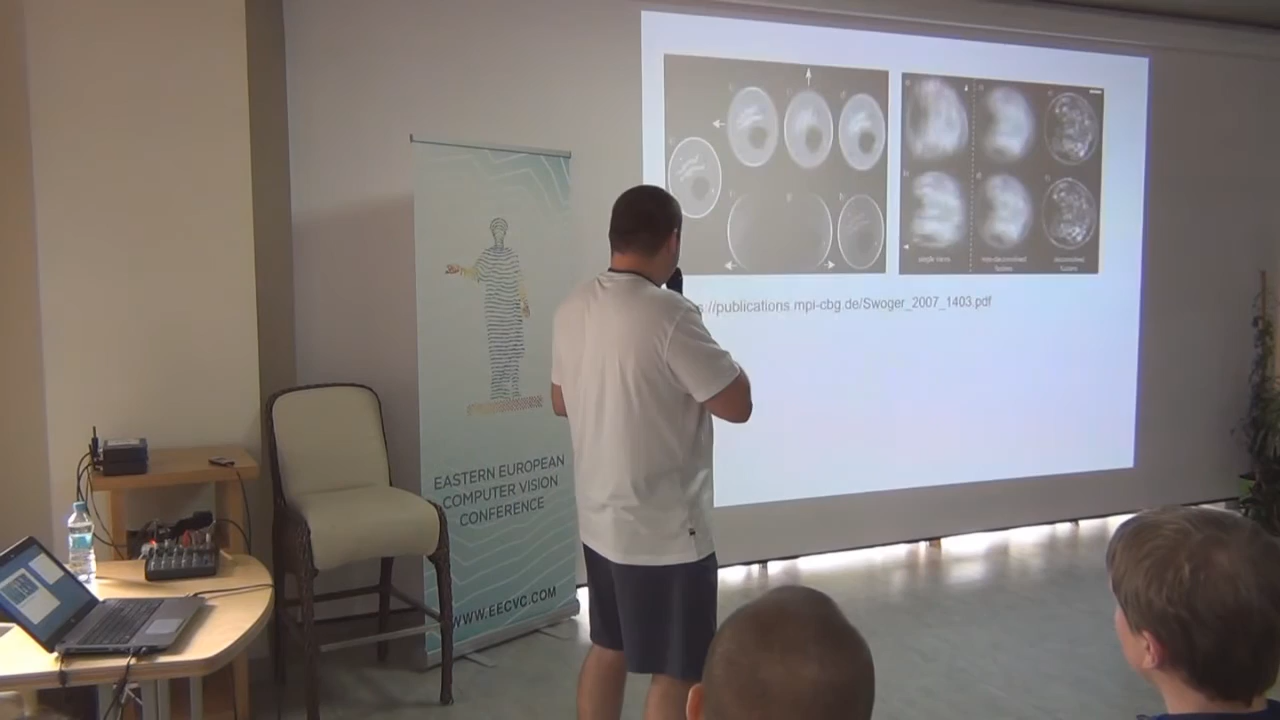 s://publications.mpi-cbg.de/Swoger_2007_1403.pdf
EASTERN EUROPEAN
COMPUTER VISION
CONFERENCE
WWW.EECVC.COM